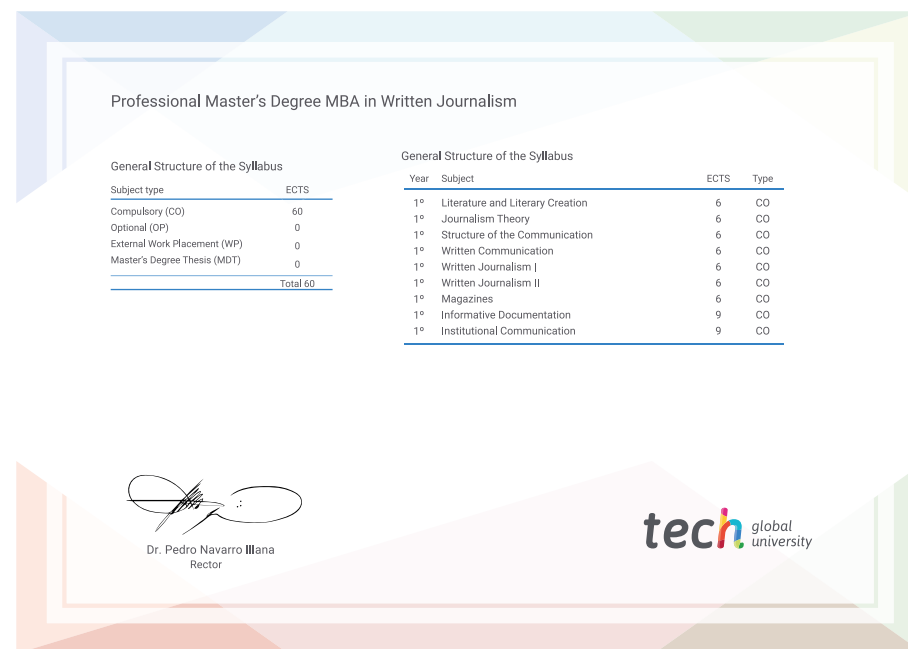 Professional Master's Degree MBA in Written Journalism
General Structure of the Syllabus
Subject type ECTS
Compulsory (CO) 60
Optional (OP) 0
External Work Placement (WP) 0
Master's Degree Thesis (MDT) 0
Total 60
General Structure of the Syllabus
Year Subject ECTS Type
1º Literature and Literary Creation 6 CO
1º Journalism Theory 6 CO
1º Structure of the Communication 6 CO
1º Written Communication 6 CO
1º Written Journalism I 6 CO
1º Written Journalism II 6 CO
1º Magazines 6 CO
1º Informative Documentation 9 CO
1º Institutional Communication 9 CO
Dr. Pedro Navarro Illana
Rector
tech global
university